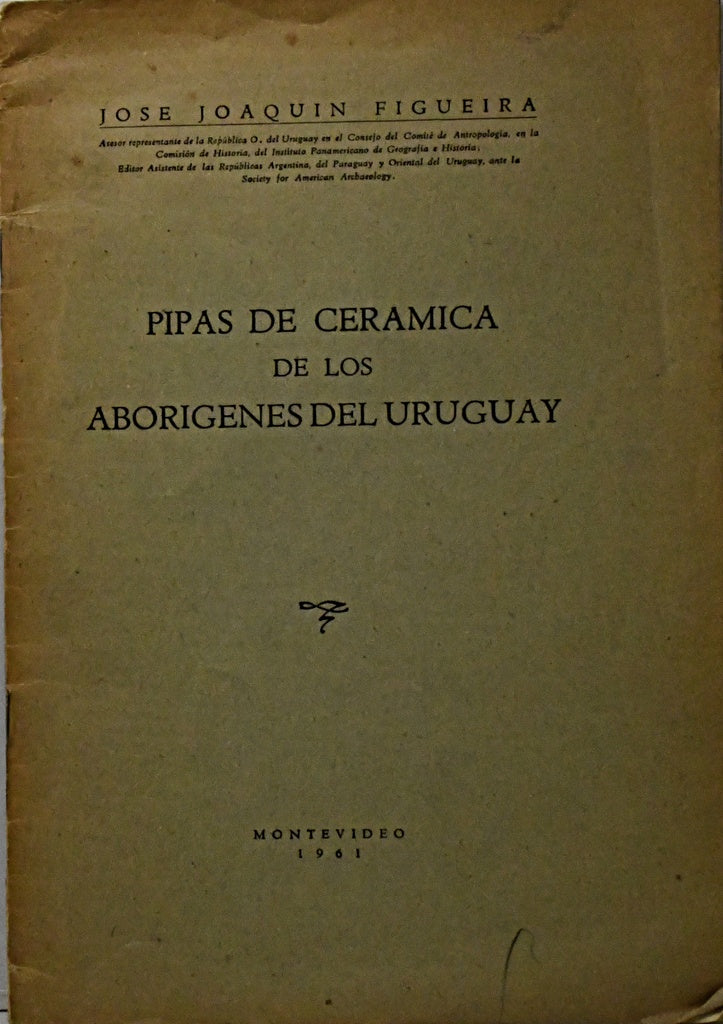 JOSE JOAQUIN FIGUEIRA
Asesor representante de la República O. del Uruguay en el Consejo del Comité de Antropología, en la
Comisión de Historia, del Instituto Panamericano de Geografía e Historia;
Editor Asistente de las Repúblicas Argentina, del Paraguay y Oriental del Uruguay, ante la
Society for American Archaeology.
PIPAS DE CERAMICA
DE LOS
ABORIGENES DEL URUGUAY
MONTEVIDEO
1961